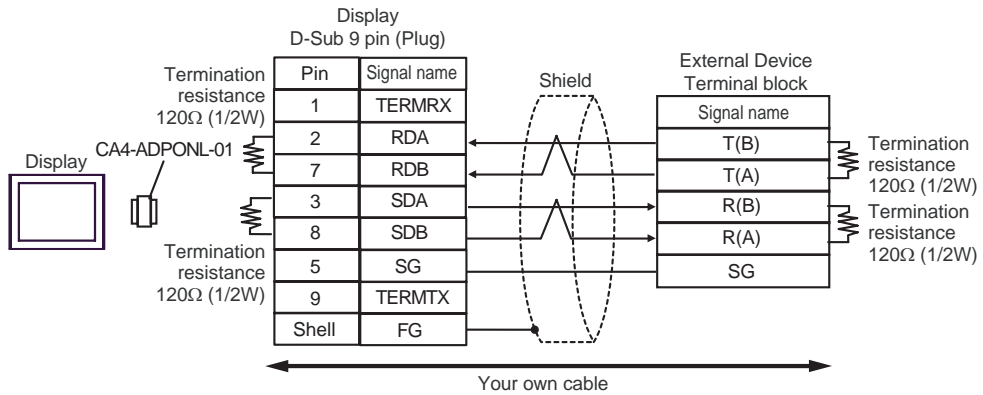 Display
D-Sub 9 pin (Plug)
Termination
resistance
120Ω (1/2W)
Pin Signal name
1 TERMRX
2 RDA
7 RDB
3 SDA
8 SDB
5 SG
9 TERMTX
Shell FG
Display
CA4-ADPONL-01
Termination
resistance
120Ω (1/2W)
Shield
External Device
Terminal block
Signal name
T(B)
T(A)
R(B)
R(A)
SG
Termination
resistance
120Ω (1/2W)
Termination
resistance
120Ω (1/2W)
Your own cable